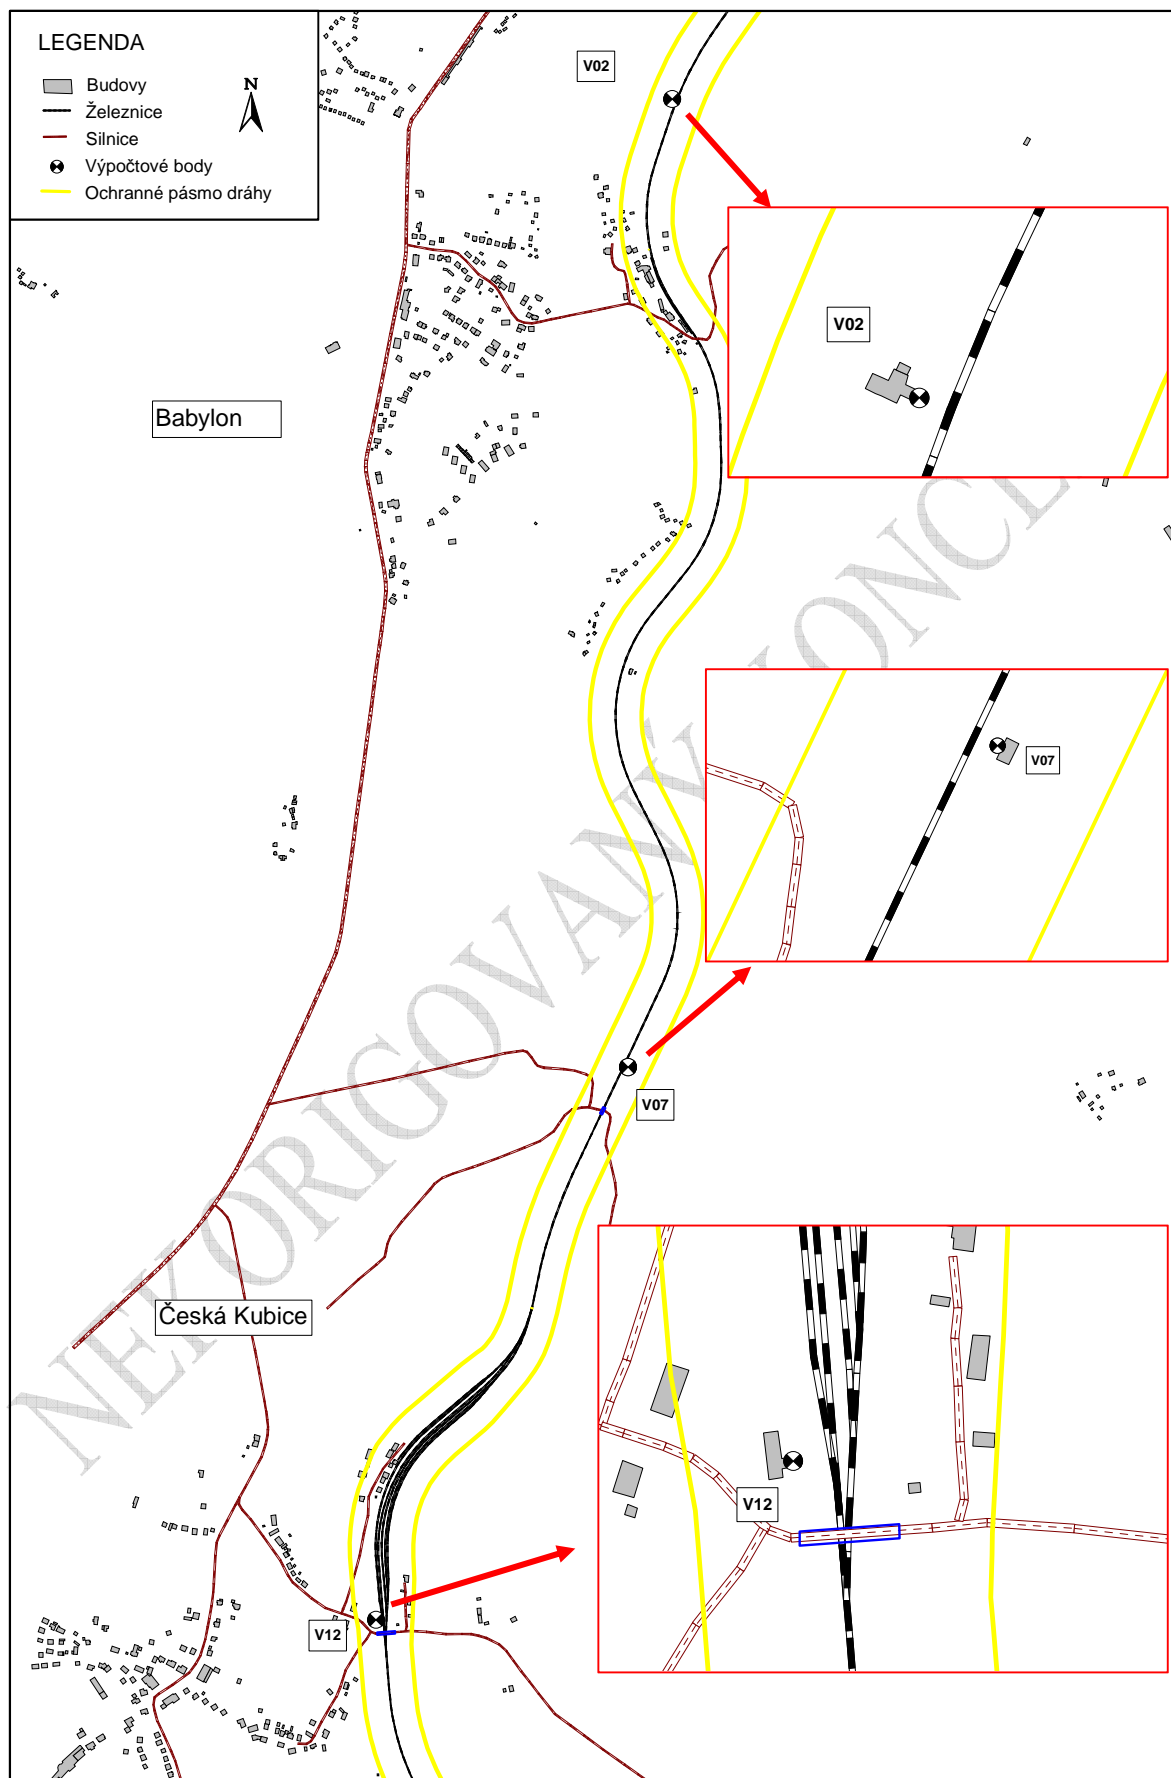 LEGENDA
Budovy
Železnice
Silnice
Výpočtové body
Ochranné pásmo dráhy
N
V02
V02
Babylon
V07
V07
Česká Kubice
V12
V12
NEKORIGOVANÝ KONCE